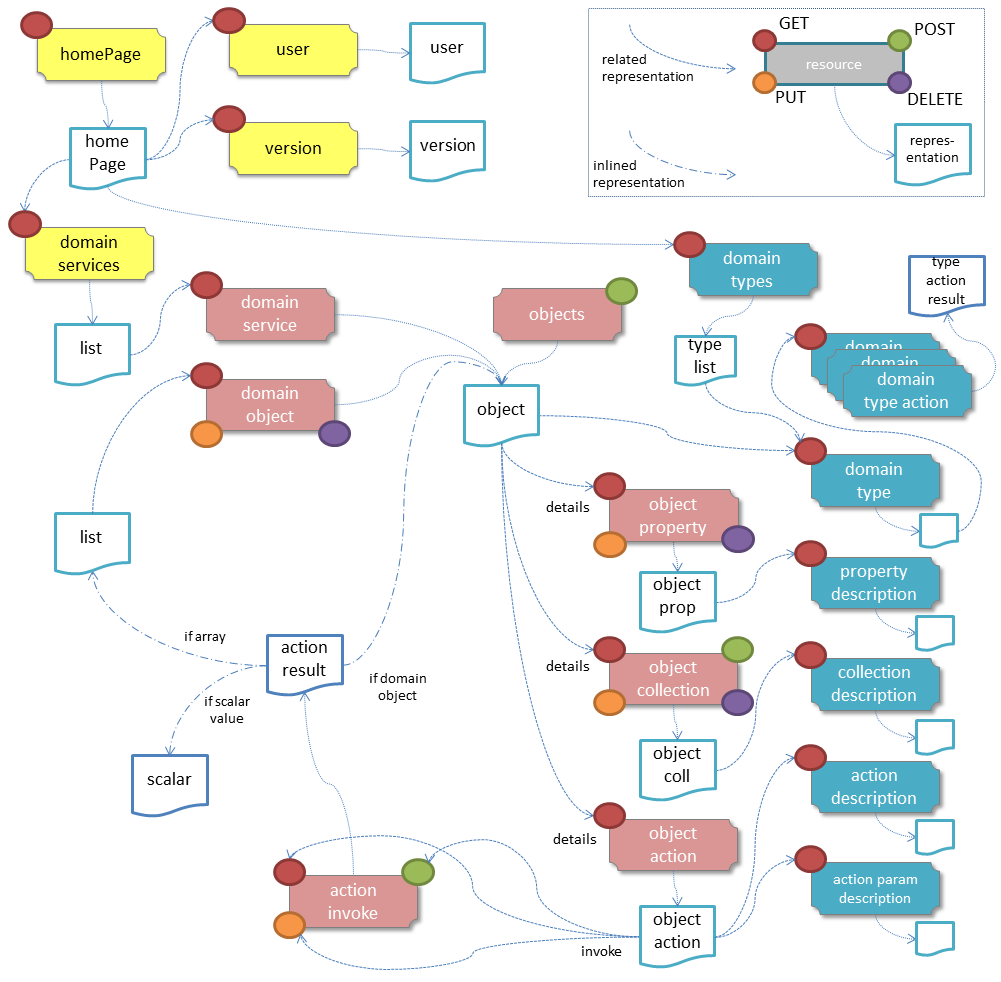 homePage
user
user
home
Page
version
version
GET
POST
resource
PUT
DELETE
related
representation
repres-
entation
inlined
representation
domain
services
domain
types
type
action
result
list
domain
service
objects
type
list
domain
domain
domain
type action
domain
object
object
domain
type
details
object
property
list
property
description
object
prop
if array
action
result
if domain
object
details
object
collection
collection
description
if scalar
value
scalar
object
coll
action
description
details
object
action
action
invoke
action param
description
invoke
object
action